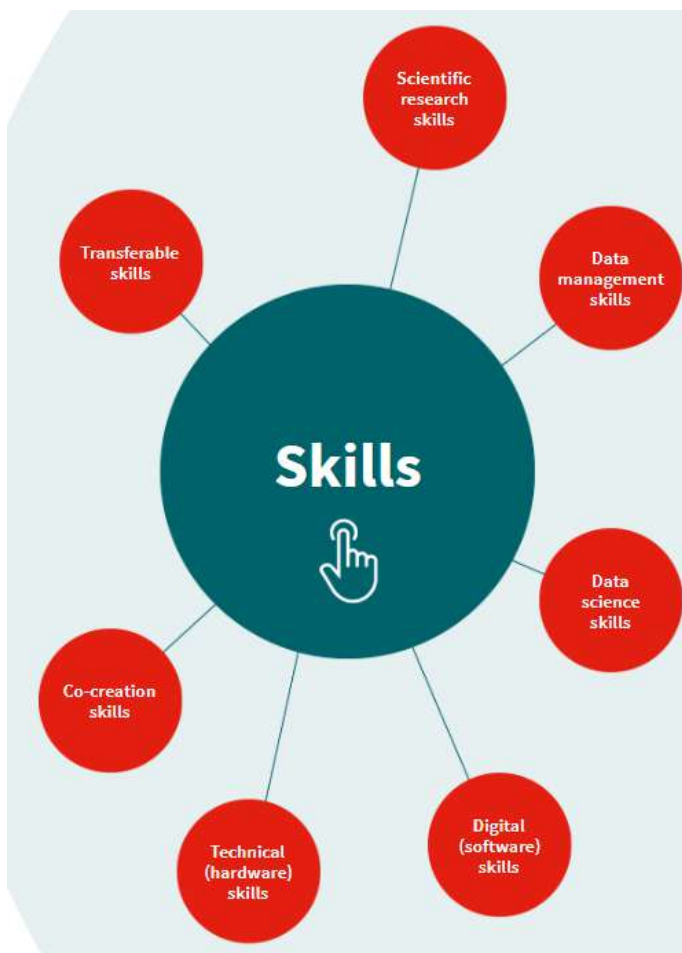 Scientific
research
skills
Transferable
skills
Data
management
skills
Skills
Data
science
skills
Co-creation
skills
Technical
(hardware)
skills
Digital
(software)
skills